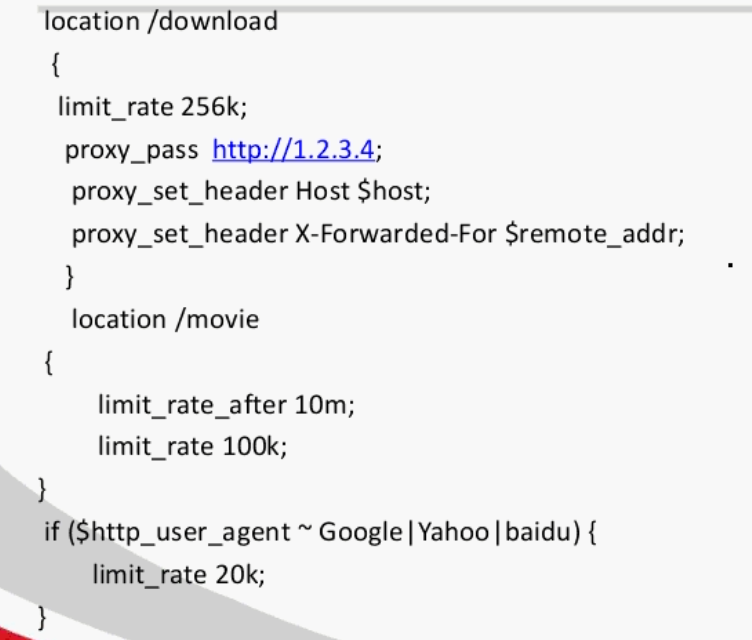 location /download
{
limit_rate 256k;
proxy_pass http://1.2.3.4;
proxy_set_header Host $host;
proxy_set_header X-Forwarded-For $remote_addr;
}
location /movie
{
limit_rate_after 10m;
limit_rate 100k;
}
if ($http_user_agent ~ Google|Yahoo|baidu) {
limit_rate 20k;
}